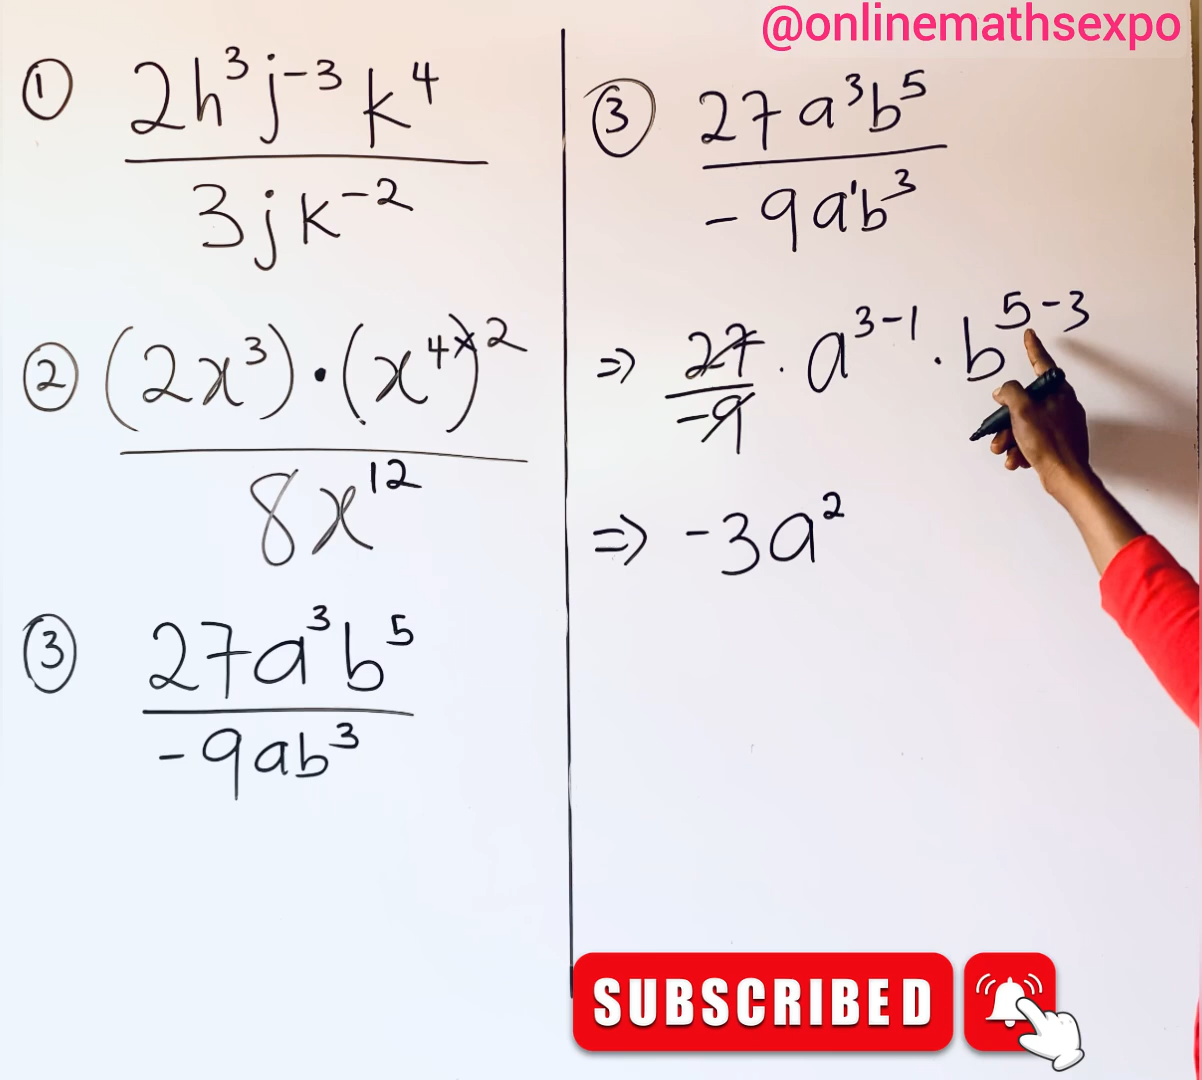 @onlinemathsexpo
① 2h³j⁻³k⁴
3jk⁻²
② (2x³)·(x⁴ˣ)²
8x¹²
③ 27a³b⁵
-9ab³
③ 27a³b⁵
-9a¹b³
⇒ 27/-9 · a³⁻¹ · b⁵⁻³
⇒ -3a²
SUBSCRIBED